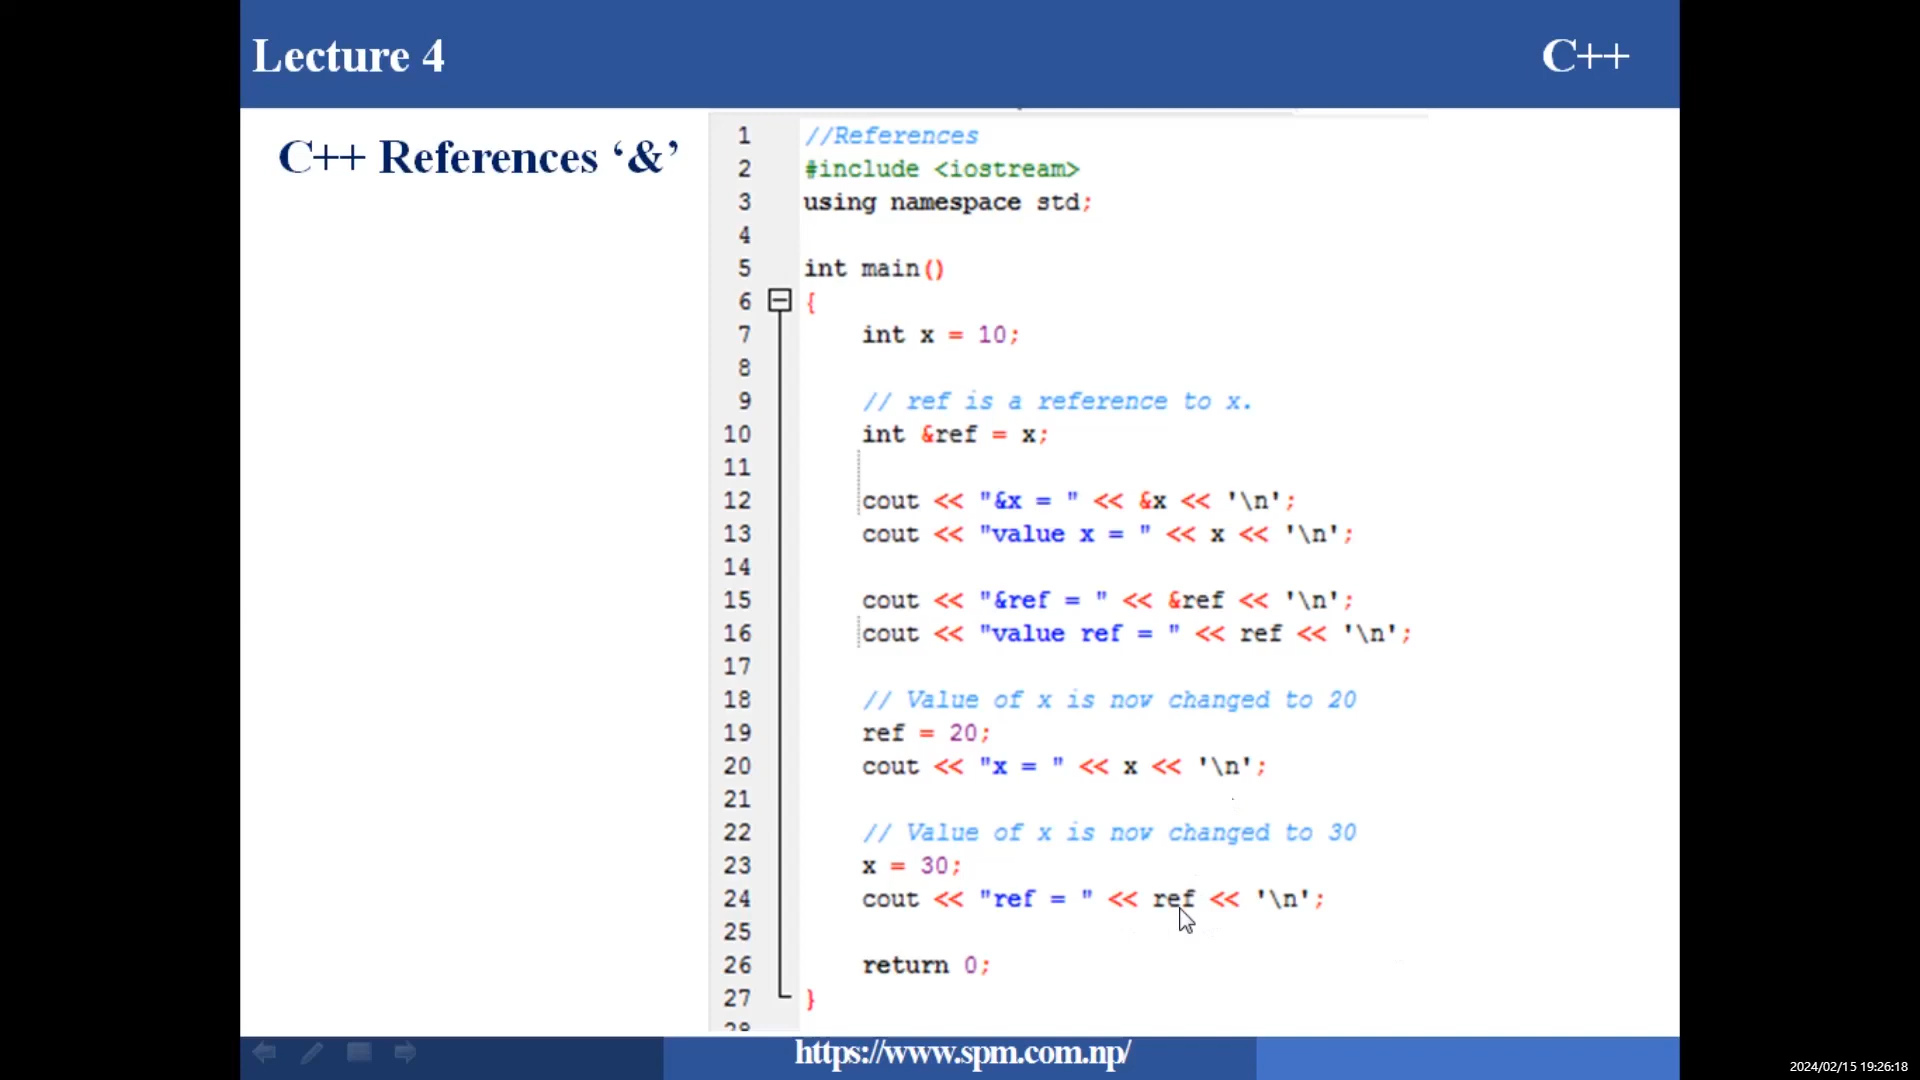 Lecture 4
C++
C++ References ‘&’
1 //References
2 #include <iostream>
3 using namespace std;
4
5 int main()
6 {
7 int x = 10;
8
9 // ref is a reference to x.
10 int &ref = x;
11
12 cout << "&x = " << &x << '\n';
13 cout << "value x = " << x << '\n';
14
15 cout << "&ref = " << &ref << '\n';
16 cout << "value ref = " << ref << '\n';
17
18 // Value of x is now changed to 20
19 ref = 20;
20 cout << "x = " << x << '\n';
21
22 // Value of x is now changed to 30
23 x = 30;
24 cout << "ref = " << ref << '\n';
25
26 return 0;
27 }
28
https://www.spm.com.np/
2024/02/15 19:26:18